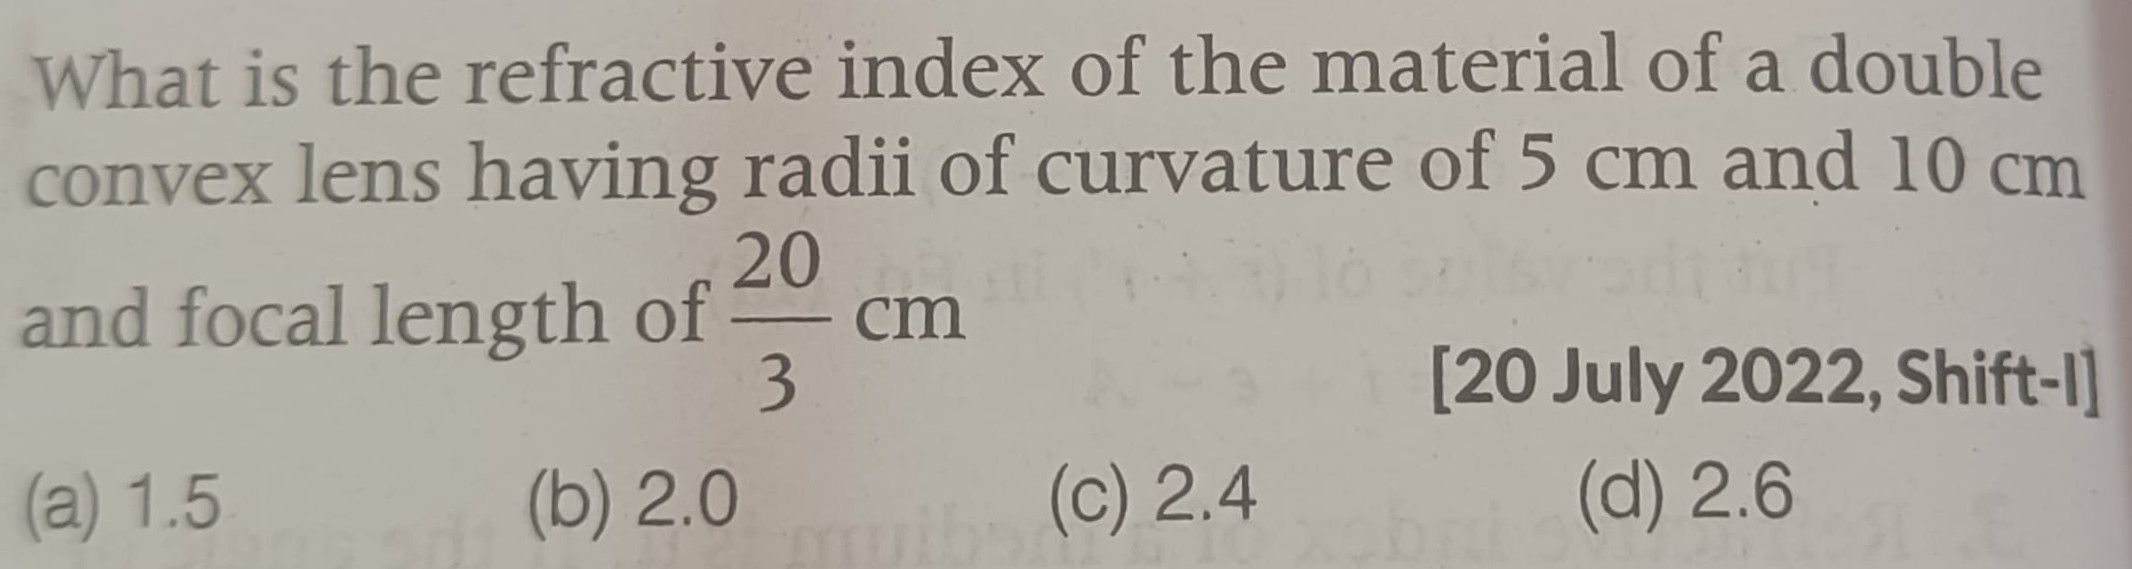 What is the refractive index of the material of a double
convex lens having radii of curvature of 5 cm and 10 cm
and focal length of 20/3 cm
[20 July 2022, Shift-I]
(a) 1.5 (b) 2.0 (c) 2.4 (d) 2.6